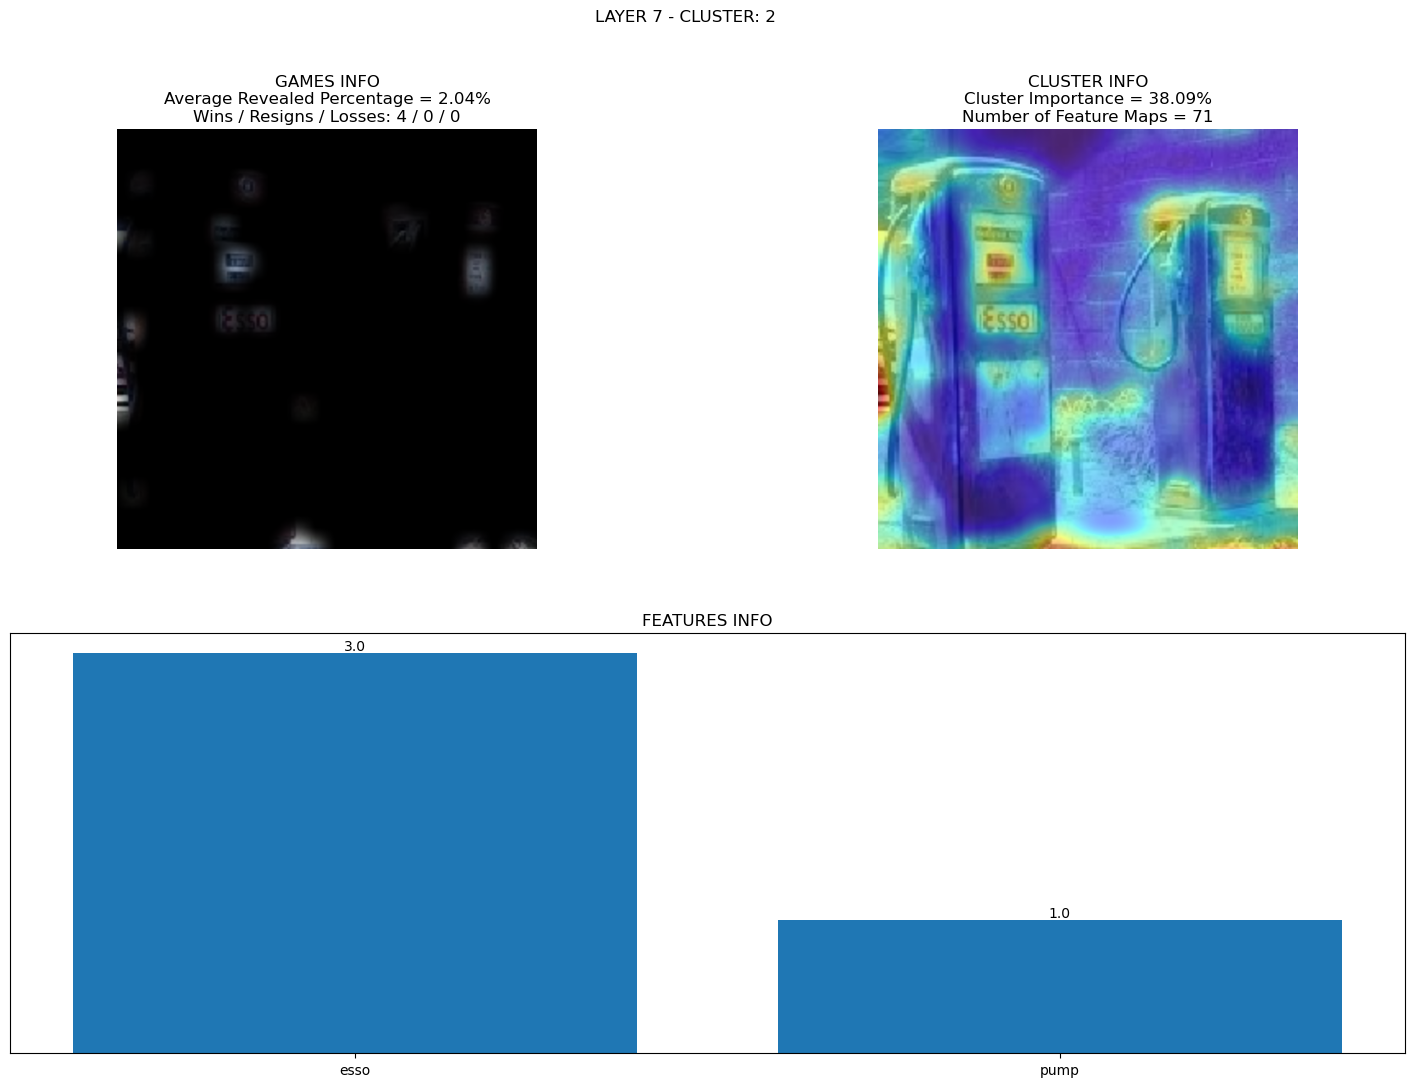 LAYER 7 - CLUSTER: 2
GAMES INFO
Average Revealed Percentage = 2.04%
Wins / Resigns / Losses: 4 / 0 / 0
CLUSTER INFO
Cluster Importance = 38.09%
Number of Feature Maps = 71
ESSO
ESSO
FEATURES INFO
3.0
1.0
esso
pump